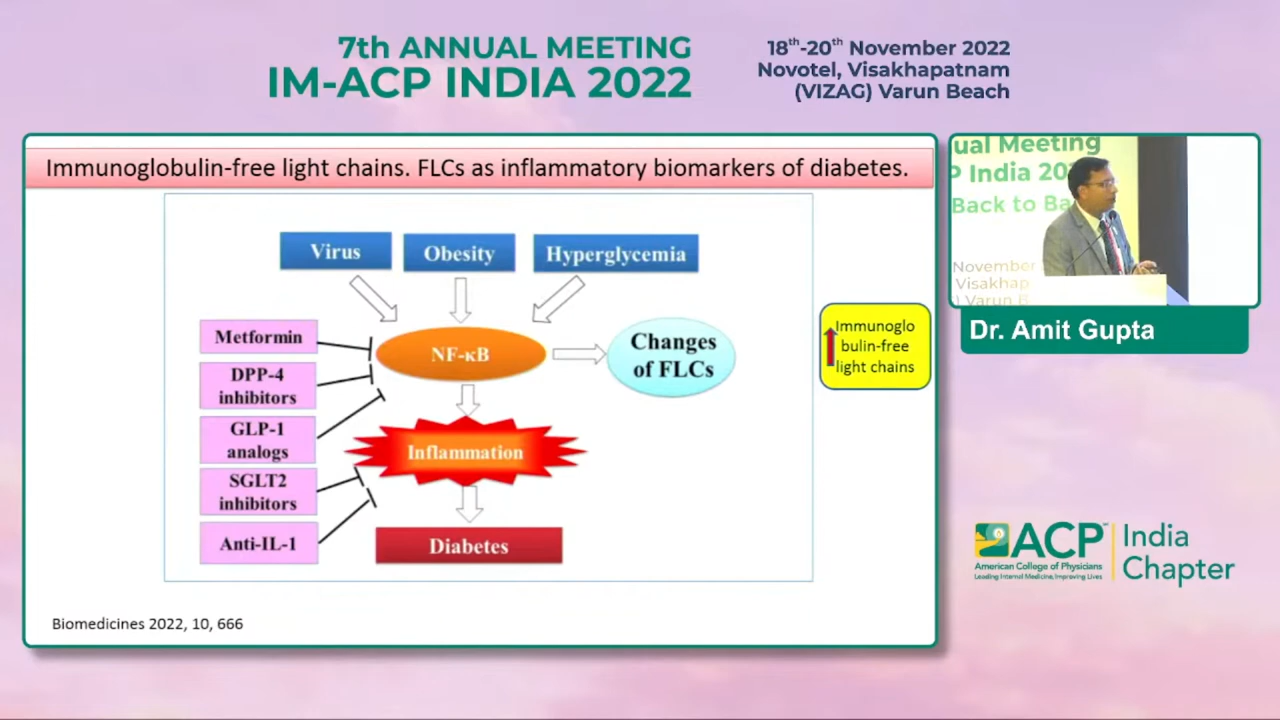 7th ANNUAL MEETING
IM-ACP INDIA 2022
18th-20th November 2022
Novotel, Visakhapatnam
(VIZAG) Varun Beach
Immunoglobulin-free light chains. FLCs as inflammatory biomarkers of diabetes.
Virus
Obesity
Hyperglycemia
Metformin
DPP-4
inhibitors
GLP-1
analogs
SGLT2
inhibitors
Anti-IL-1
NF-κB
Changes
of FLCs
Inflammation
Diabetes
Immunoglo
bulin-free
light chains
Biomedicines 2022, 10, 666
ual Meeting
P India 20
Back to Ba
November
Visakhap
) Varun B
Dr. Amit Gupta
ACP
American College of Physicians
Leading Internal Medicine, Improving Lives
India
Chapter